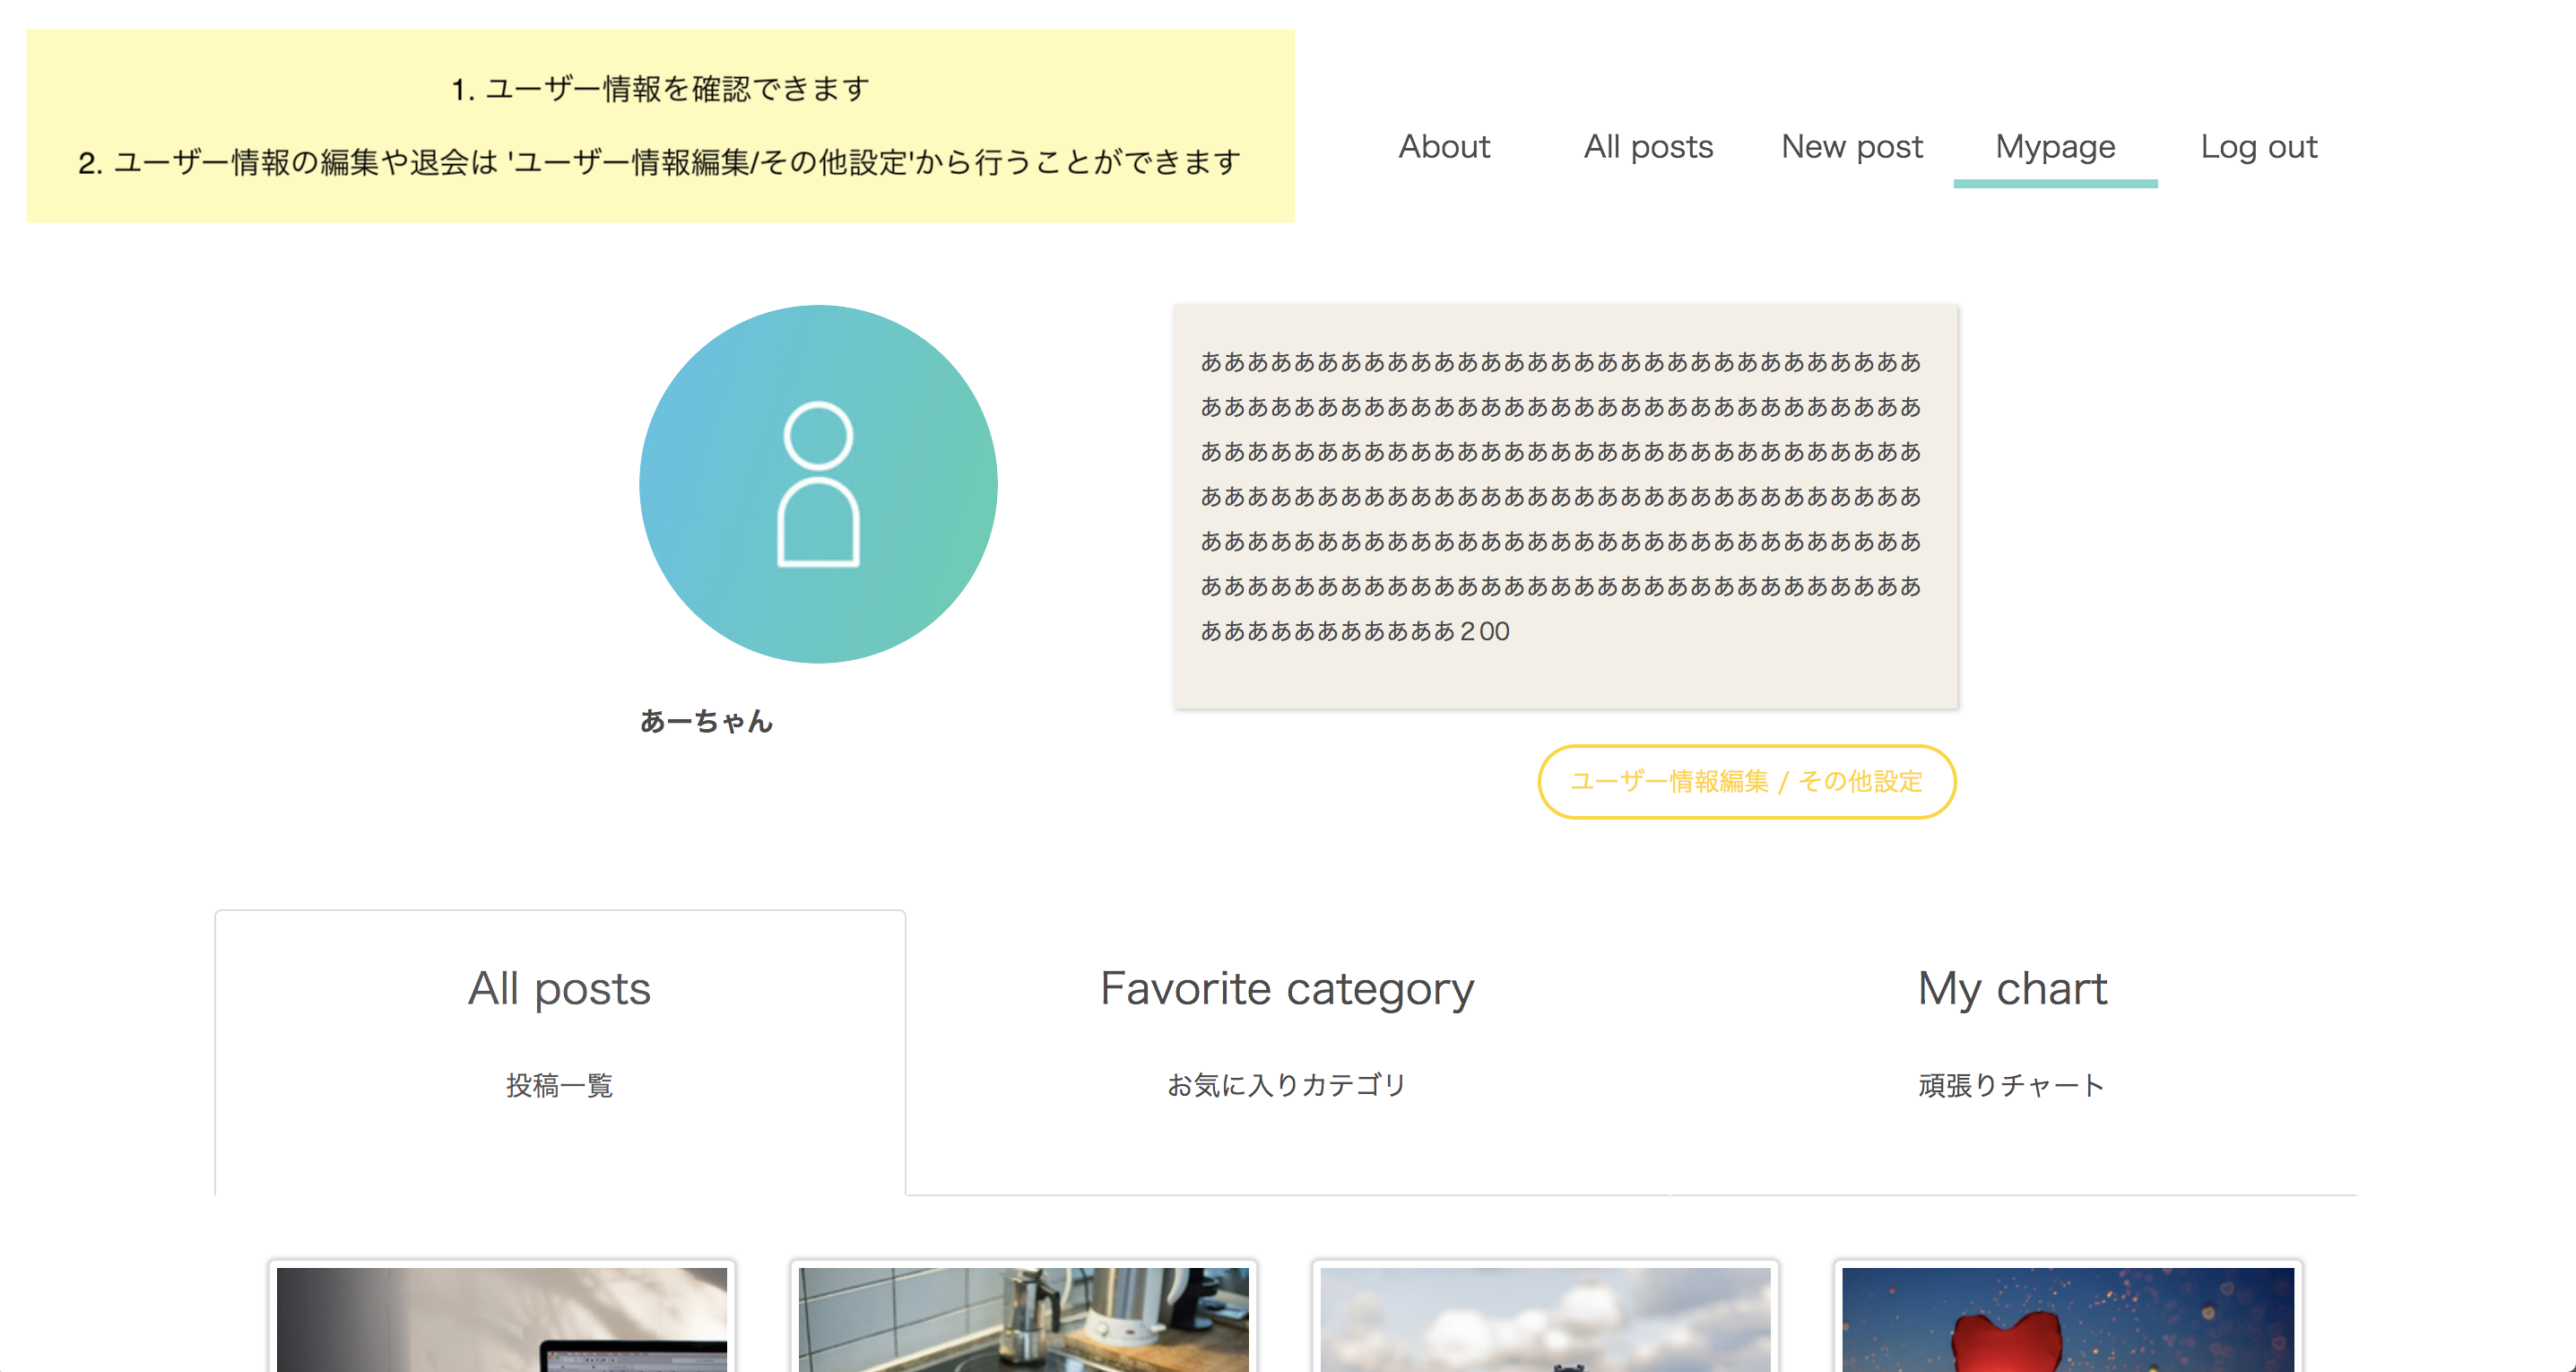 1. ユーザー情報を確認できます
2. ユーザー情報の編集や退会は 'ユーザー情報編集/その他設定'から行うことができます
About All posts New post Mypage Log out
あああああああああああああああああああああああああああああああ
あああああああああああああああああああああああああああああああ
あああああああああああああああああああああああああああああああ
あああああああああああああああああああああああああああああああ
あああああああああああああああああああああああああああああああ
あああああああああああああああああああああああああああああああ
あああああああああああ200
あーちゃん
ユーザー情報編集 / その他設定
All posts Favorite category My chart
投稿一覧 お気に入りカテゴリ 頑張りチャート